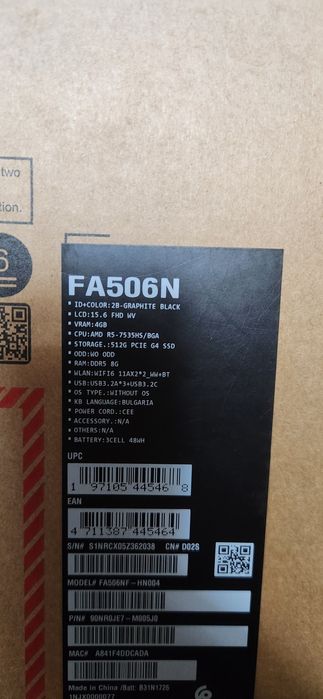 two
tion.
6
FA506N
* ID+COLOR:2B-GRAPHITE BLACK
* LCD:15.6 FHD WV
* VRAM:4GB
* CPU:AMD R5-7535HS/BGA
* STORAGE.:512G PCIE G4 SSD
* ODD:WO ODD
* RAM:DDR5 8G
* WLAN:WIFI6 11AX2*2_WW+BT
* USB:USB3.2A*3+USB3.2C
* OS TYPE.:WITHOUT OS
* KB LANGUAGE:BULGARIA
* POWER CORD.:CEE
* ACCESSORY.:N/A
* OTHERS:N/A
* BATTERY:3CELL 48WH
UPC
1 97105 44546 8
EAN
4 711387 445464
S/N# S1NRCX05Z362038 CN# D02S
MODEL# FA506NF-HN004
P/N# 90NR0JE7-M005J0
MAC# A841F4DDCADA
Made in China /Batt: B31N1726
1NJX0000077